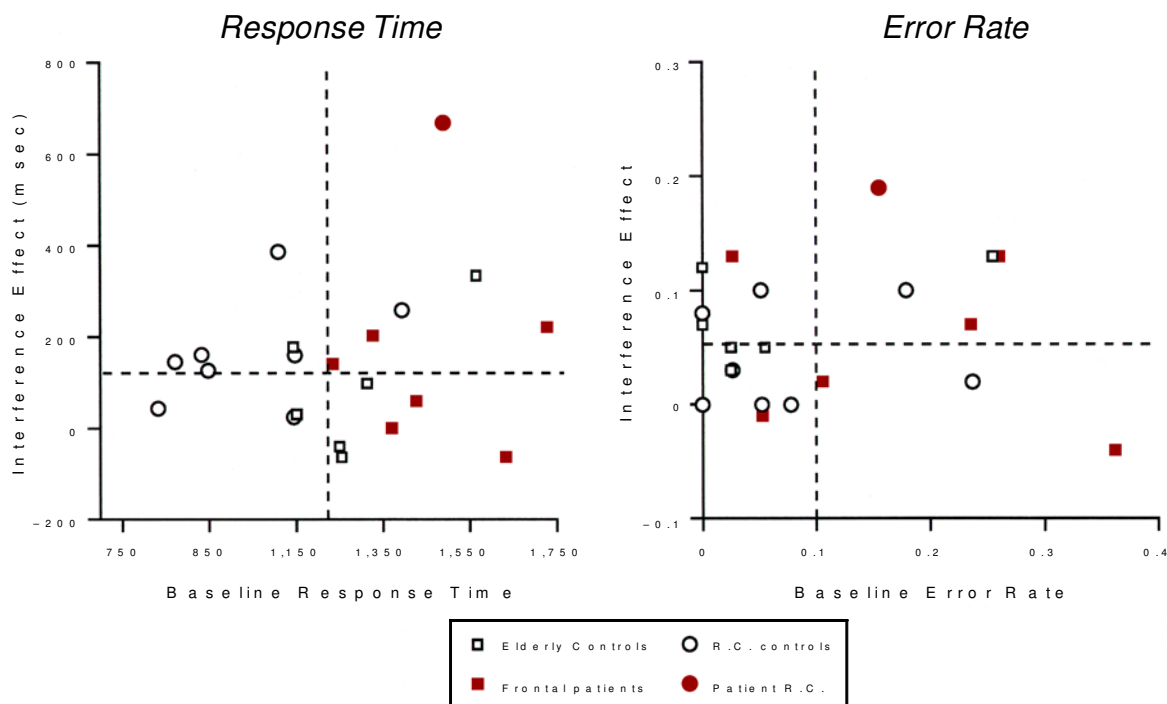 Response Time
Error Rate
Interference Effect (msec)
800
600
400
200
0
−200
750 850 1,150 1,350 1,550 1,750
Baseline Response Time
Interference Effect
0.3
0.2
0.1
0
−0.1
0 0.1 0.2 0.3 0.4
Baseline Error Rate
Elderly Controls R.C. controls
Frontal patients Patient R.C.